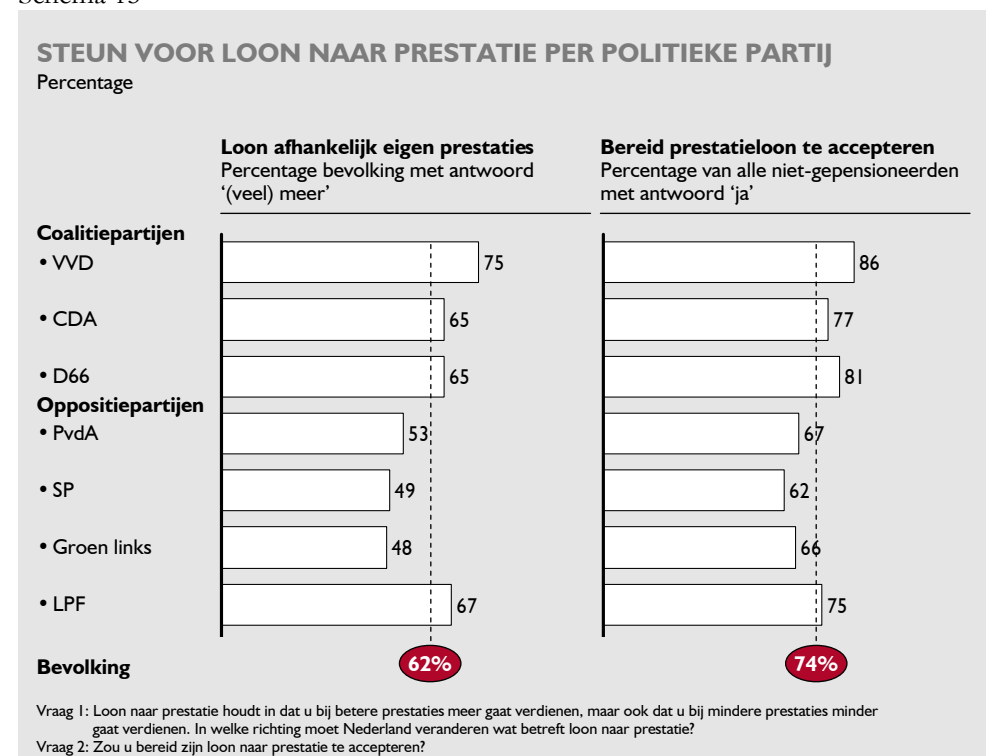 Schema 15
STEUN VOOR LOON NAAR PRESTATIE PER POLITIEKE PARTIJ
Percentage
Loon afhankelijk eigen prestaties
Percentage bevolking met antwoord
‘(veel) meer’
Bereid prestatieloon te accepteren
Percentage van alle niet-gepensioneerden
met antwoord ‘ja’
Coalitiepartijen
• VVD 75 86
• CDA 65 77
• D66 65 81
Oppositiepartijen
• PvdA 53 67
• SP 49 62
• Groen links 48 66
• LPF 67 75
Bevolking 62% 74%
Vraag 1: Loon naar prestatie houdt in dat u bij betere prestaties meer gaat verdienen, maar ook dat u bij mindere prestaties minder
gaat verdienen. In welke richting moet Nederland veranderen wat betreft loon naar prestatie?
Vraag 2: Zou u bereid zijn loon naar prestatie te accepteren?